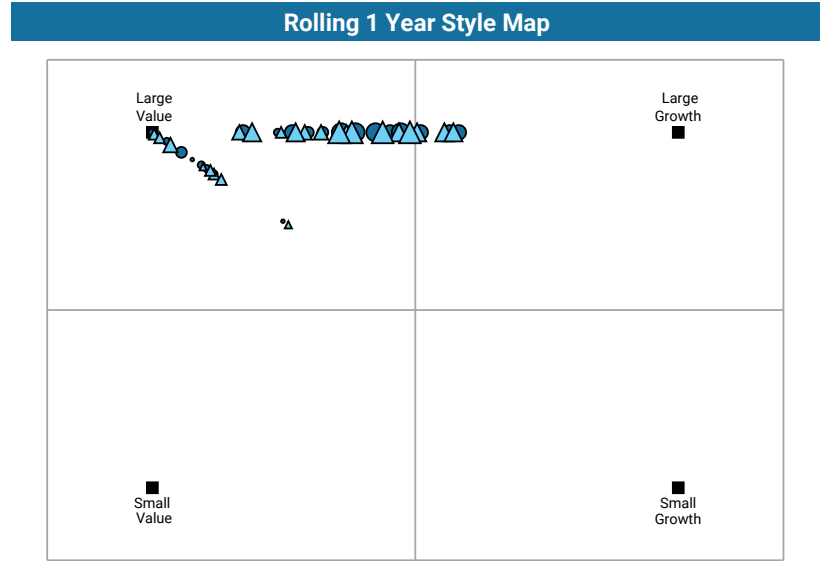 Rolling 1 Year Style Map
Large
Value
Large
Growth
Small
Value
Small
Growth